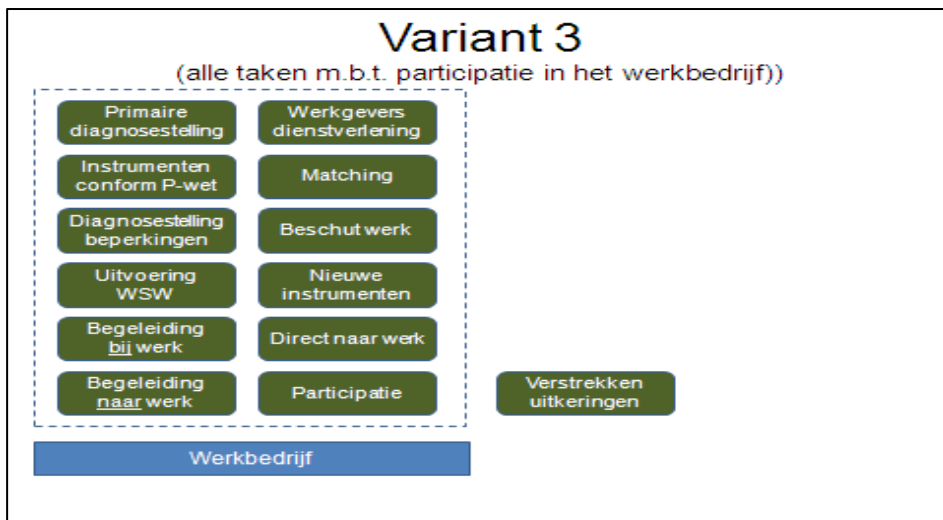 Variant 3
(alle taken m.b.t. participatie in het werkbedrijf))
Primaire
diagnosestelling
Werkgevers
dienstverlening
Instrumenten
conform P-wet
Matching
Diagnosestelling
beperkingen
Beschut werk
Uitvoering
WSW
Nieuwe
instrumenten
Begeleiding
bij werk
Direct naar werk
Begeleiding
naar werk
Participatie
Verstrekken
uitkeringen
Werkbedrijf